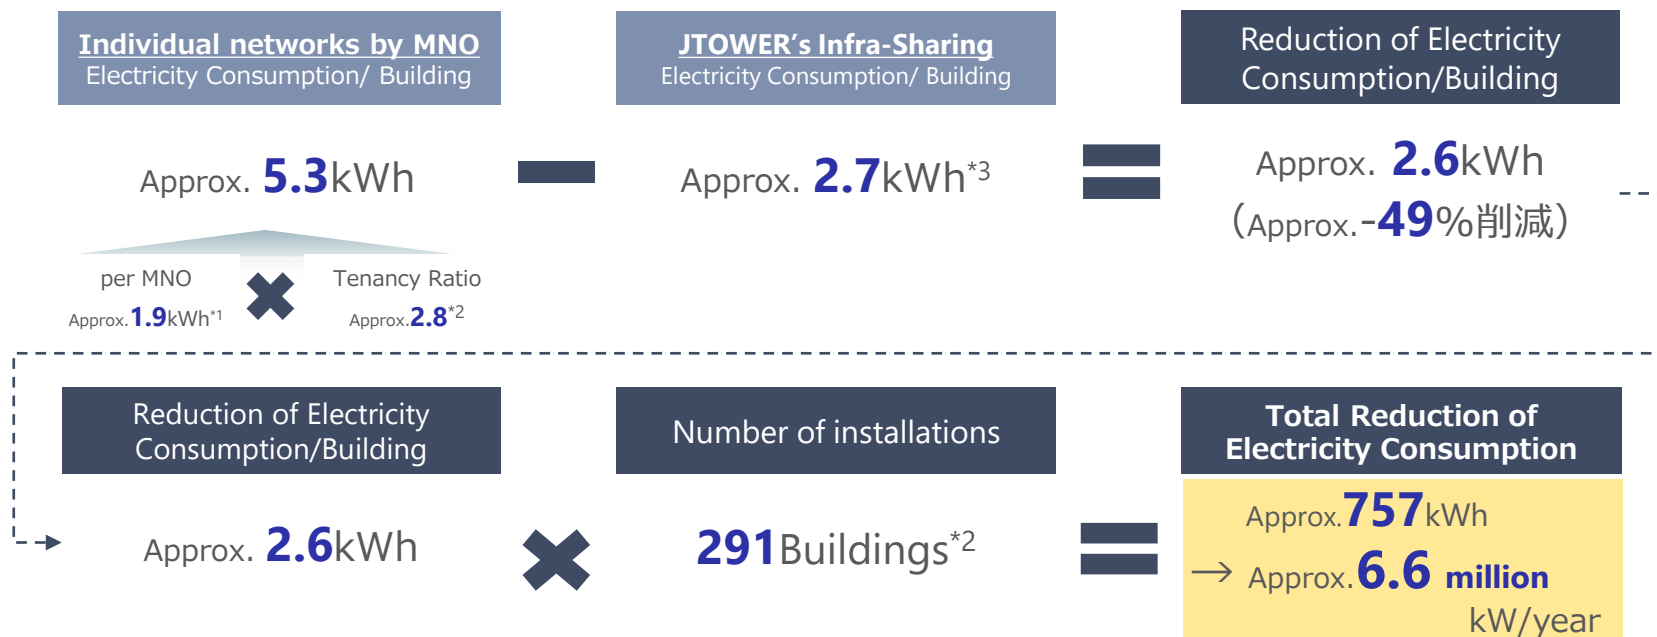 Individual networks by MNO
Electricity Consumption/ Building
JTOWER's Infra-Sharing
Electricity Consumption/ Building
Reduction of Electricity
Consumption/Building
Approx. 5.3kWh
Approx. 2.7kWh*3
Approx. 2.6kWh
(Approx.-49%削減)
per MNO
Approx.1.9kWh*1
Tenancy Ratio
Approx.2.8*2
Reduction of Electricity
Consumption/Building
Number of installations
Total Reduction of
Electricity Consumption
Approx. 2.6kWh
291Buildings*2
Approx.757kWh
→ Approx.6.6 million
kW/year